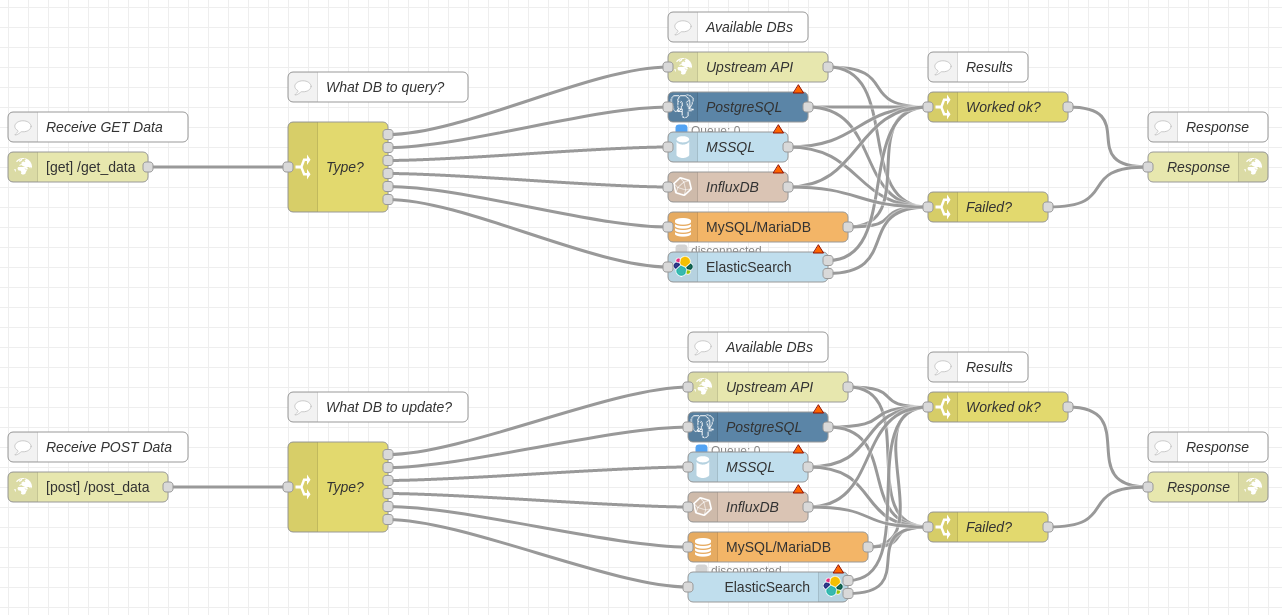 Available DBs
Upstream API
Results
What DB to query?
PostgreSQL
Worked ok?
Receive GET Data
Queue: 0
Response
MSSQL
[get] /get_data
Type?
Response
InfluxDB
Failed?
MySQL/MariaDB
disconnected
ElasticSearch
Available DBs
Results
Upstream API
What DB to update?
Worked ok?
PostgreSQL
Receive POST Data
Response
Queue: 0
MSSQL
[post] /post_data
Type?
Response
InfluxDB
Failed?
MySQL/MariaDB
disconnected
ElasticSearch